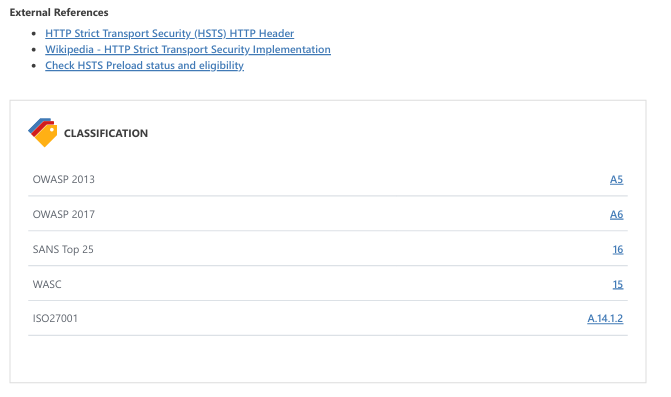 External References
• HTTP Strict Transport Security (HSTS) HTTP Header
• Wikipedia - HTTP Strict Transport Security Implementation
• Check HSTS Preload status and eligibility
CLASSIFICATION
OWASP 2013 A5
OWASP 2017 A6
SANS Top 25 16
WASC 15
ISO27001 A.14.1.2